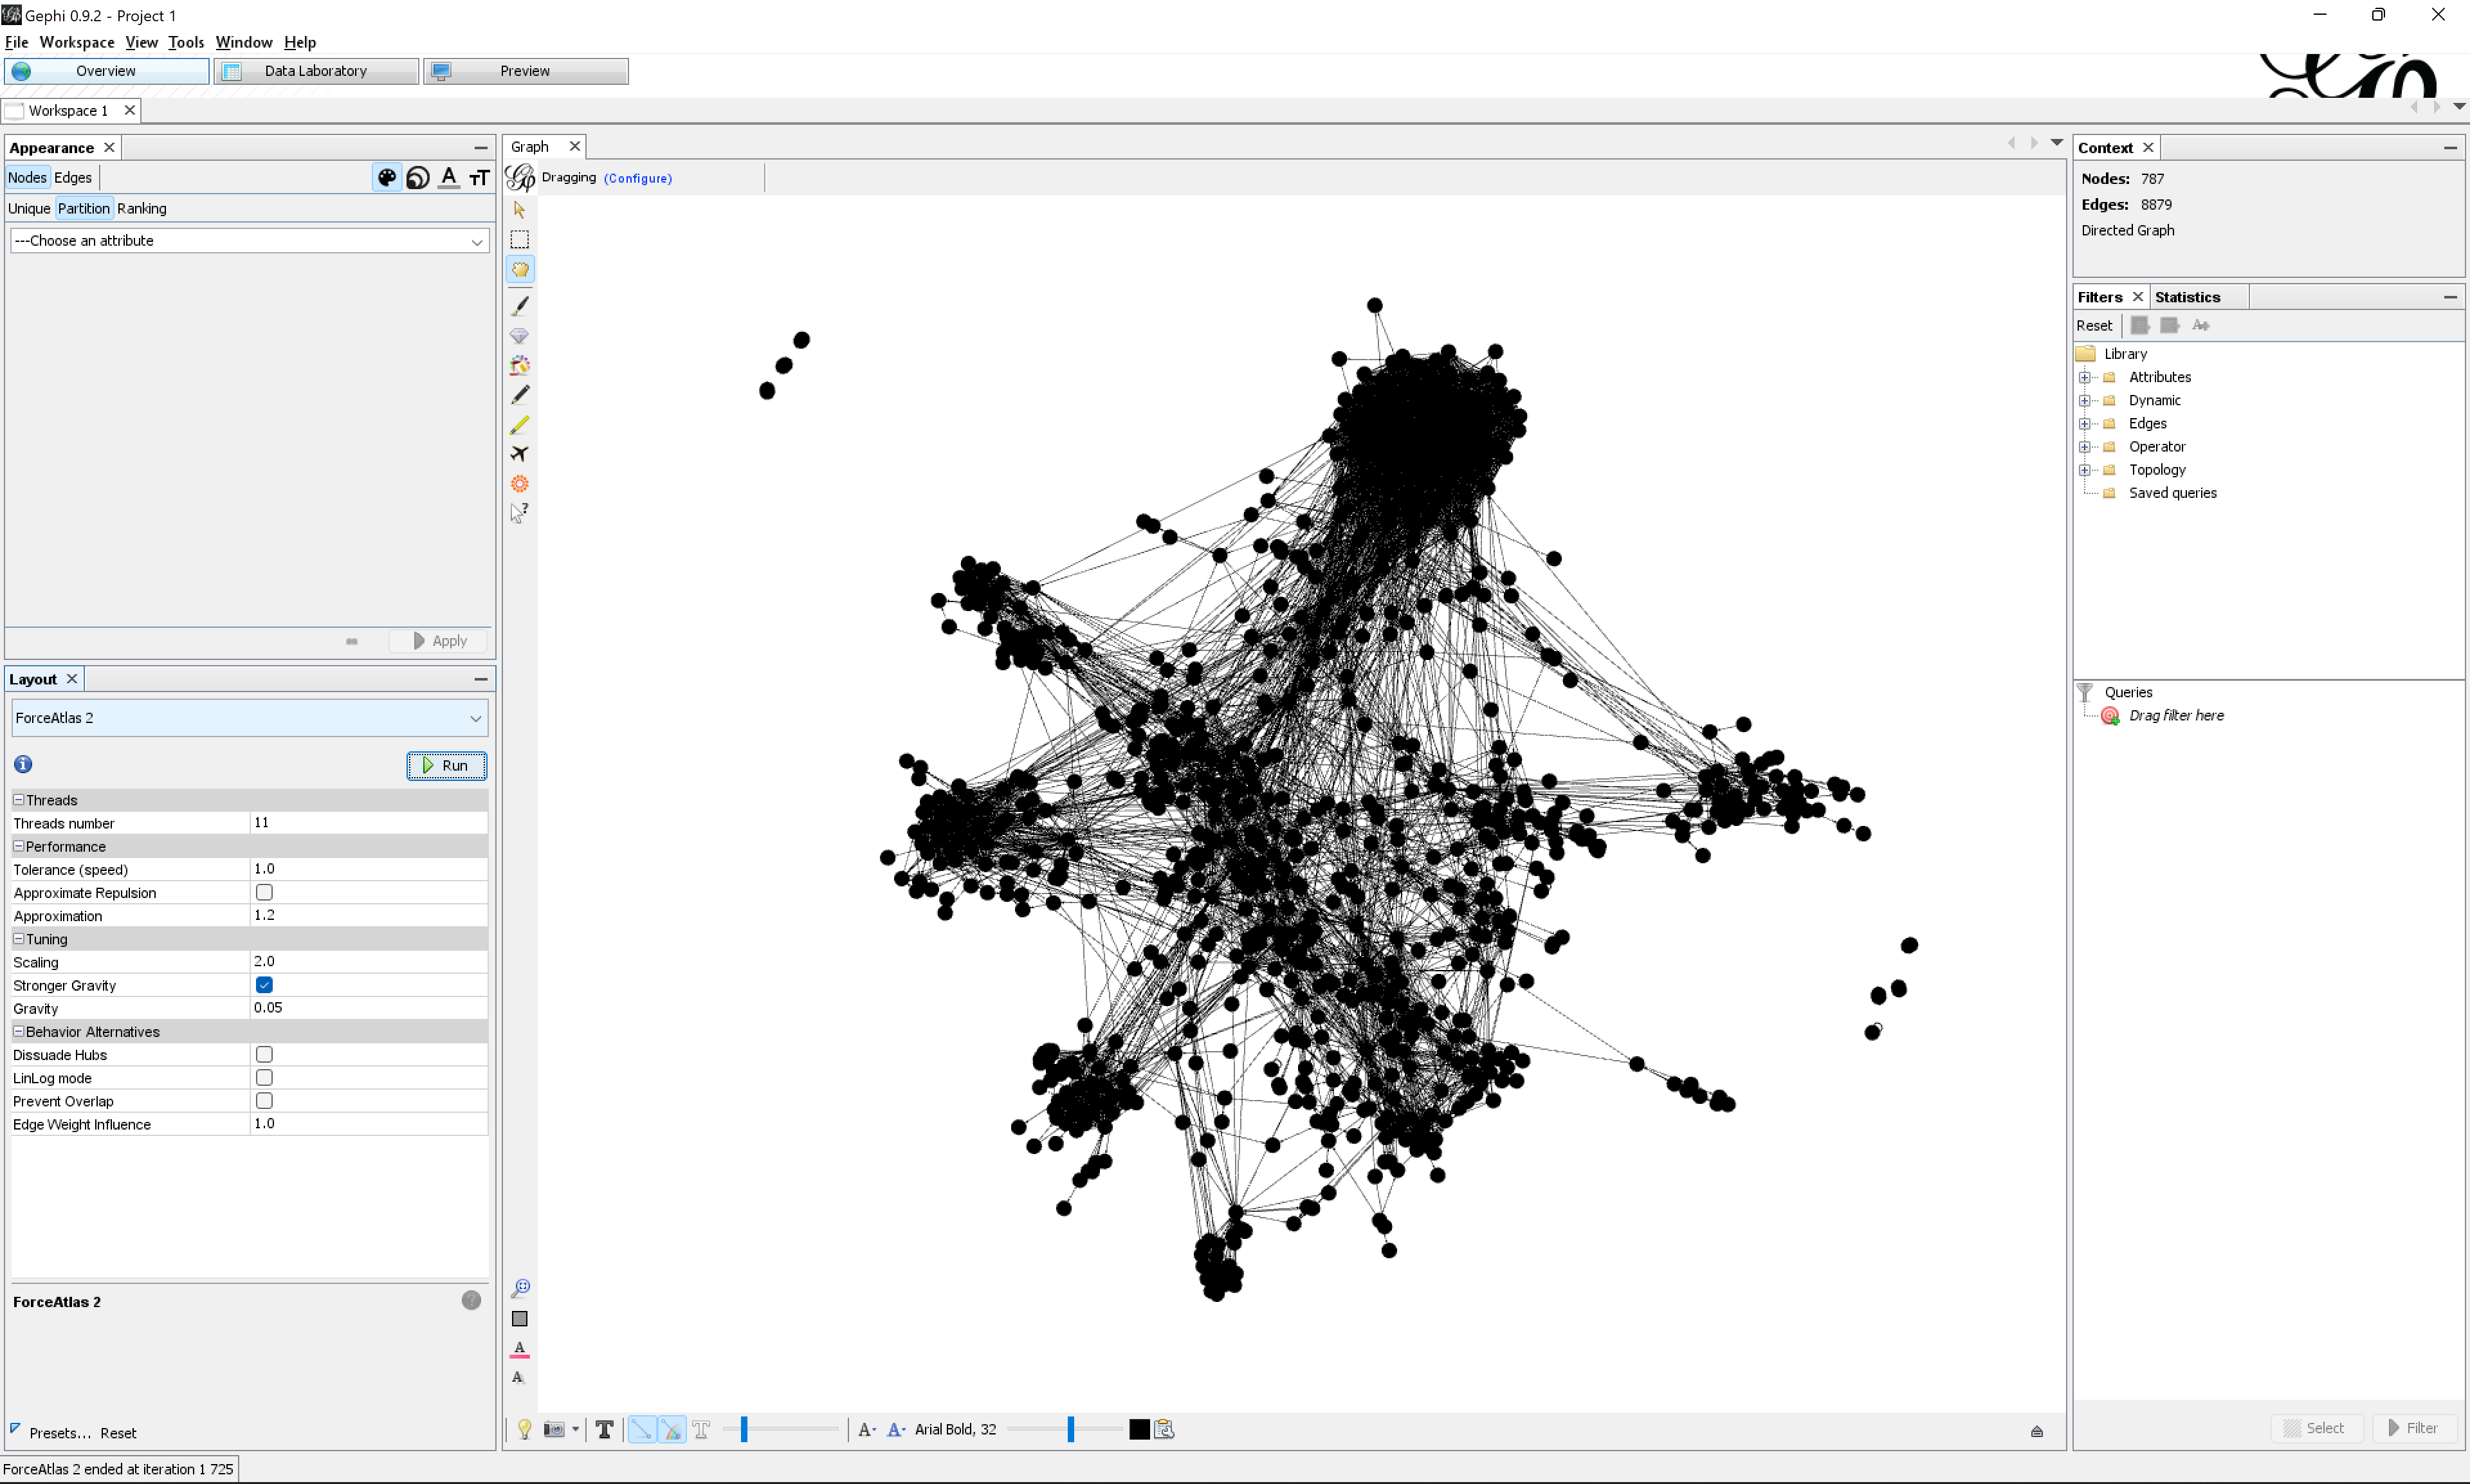 Gephi 0.9.2 - Project 1
File Workspace View Tools Window Help
Overview Data Laboratory Preview
Workspace 1
Appearance
Nodes Edges
Unique Partition Ranking
---Choose an attribute
Apply
Layout
ForceAtlas 2
Run
Threads
Threads number 11
Performance
Tolerance (speed) 1.0
Approximate Repulsion
Approximation 1.2
Tuning
Scaling 2.0
Stronger Gravity
Gravity 0.05
Behavior Alternatives
Dissuade Hubs
LinLog mode
Prevent Overlap
Edge Weight Influence 1.0
ForceAtlas 2
Presets... Reset
ForceAtlas 2 ended at iteration 1 725
Graph
Dragging (Configure)
Arial Bold, 32
Context
Nodes: 787
Edges: 8879
Directed Graph
Filters Statistics
Reset
Library
Attributes
Dynamic
Edges
Operator
Topology
Saved queries
Queries
Drag filter here
Select Filter